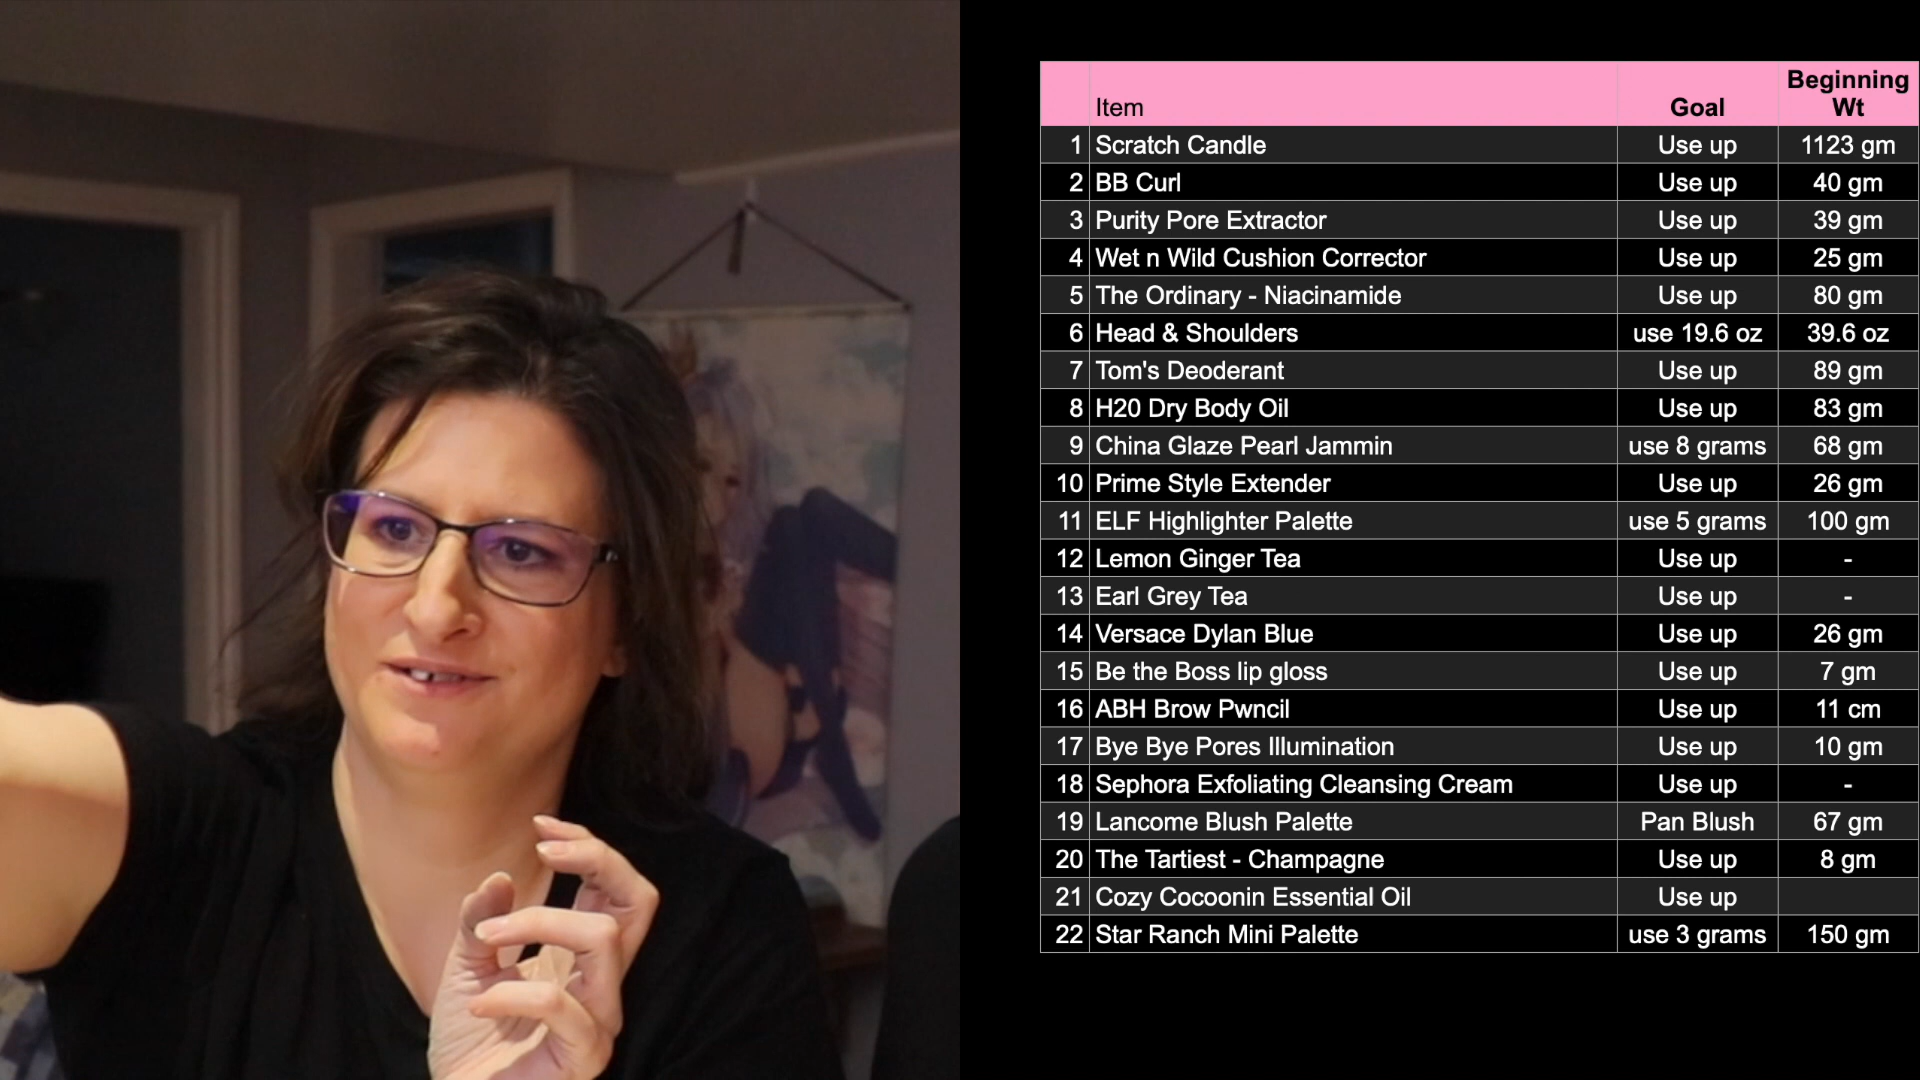 Item Goal Beginning Wt
1 Scratch Candle Use up 1123 gm
2 BB Curl Use up 40 gm
3 Purity Pore Extractor Use up 39 gm
4 Wet n Wild Cushion Corrector Use up 25 gm
5 The Ordinary - Niacinamide Use up 80 gm
6 Head & Shoulders use 19.6 oz 39.6 oz
7 Tom's Deoderant Use up 89 gm
8 H20 Dry Body Oil Use up 83 gm
9 China Glaze Pearl Jammin use 8 grams 68 gm
10 Prime Style Extender Use up 26 gm
11 ELF Highlighter Palette use 5 grams 100 gm
12 Lemon Ginger Tea Use up -
13 Earl Grey Tea Use up -
14 Versace Dylan Blue Use up 26 gm
15 Be the Boss lip gloss Use up 7 gm
16 ABH Brow Pwncil Use up 11 cm
17 Bye Bye Pores Illumination Use up 10 gm
18 Sephora Exfoliating Cleansing Cream Use up -
19 Lancome Blush Palette Pan Blush 67 gm
20 The Tartiest - Champagne Use up 8 gm
21 Cozy Cocoonin Essential Oil Use up
22 Star Ranch Mini Palette use 3 grams 150 gm